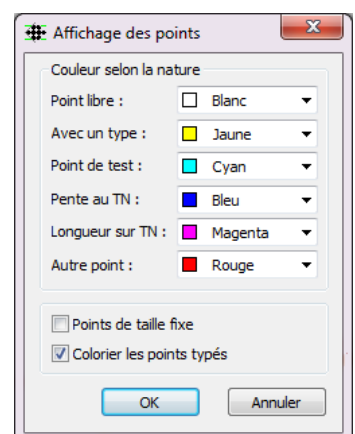 Affichage des points
Couleur selon la nature
Point libre : Blanc
Avec un type : Jaune
Point de test : Cyan
Pente au TN : Bleu
Longueur sur TN : Magenta
Autre point : Rouge
Points de taille fixe
Colorier les points typés
OK Annuler